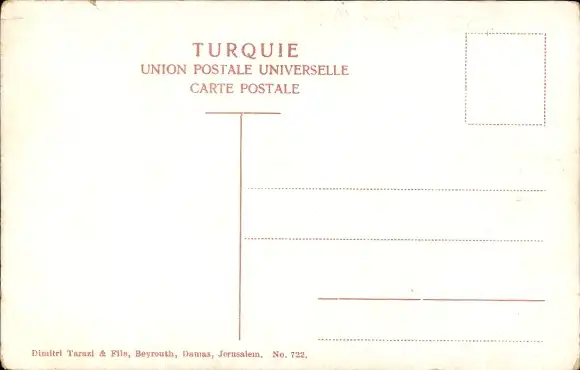 TURQUIE
UNION POSTALE UNIVERSELLE
CARTE POSTALE
Dimitri Tarazi & Fils, Beyrouth, Damas, Jerusalem. No. 722.